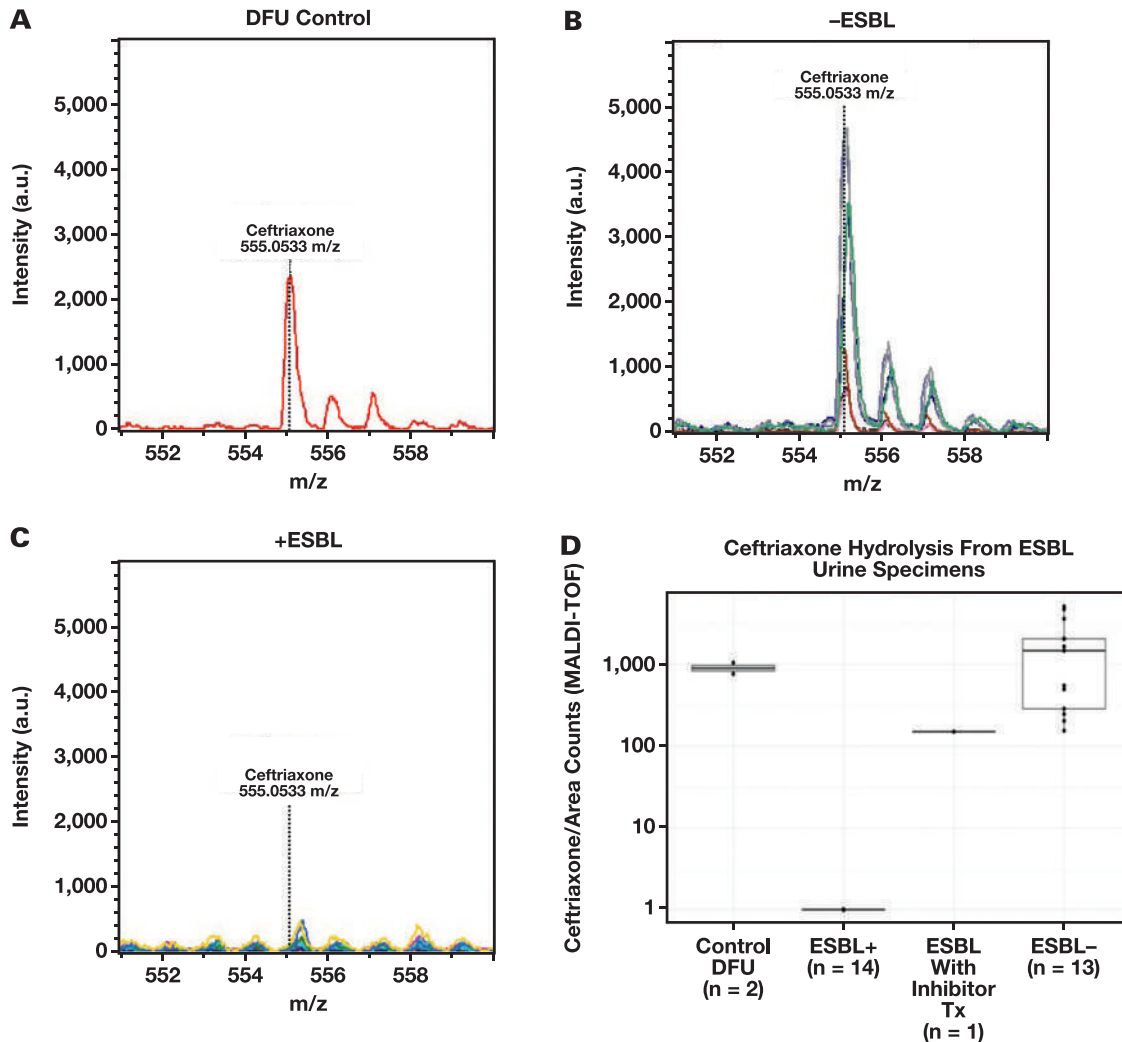 A
DFU Control
Intensity (a.u.)
5,000
4,000
3,000
2,000
1,000
0
Ceftriaxone
555.0533 m/z
552
554
556
558
m/z
B
–ESBL
Intensity (a.u.)
5,000
4,000
3,000
2,000
1,000
0
Ceftriaxone
555.0533 m/z
552
554
556
558
m/z
C
+ESBL
Intensity (a.u.)
5,000
4,000
3,000
2,000
1,000
0
Ceftriaxone
555.0533 m/z
552
554
556
558
m/z
D
Ceftriaxone Hydrolysis From ESBL
Urine Specimens
Ceftriaxone/Area Counts (MALDI-TOF)
1,000
100
10
1
Control
DFU
(n = 2)
ESBL+
(n = 14)
ESBL
With
Inhibitor
Tx
(n = 1)
ESBL–
(n = 13)